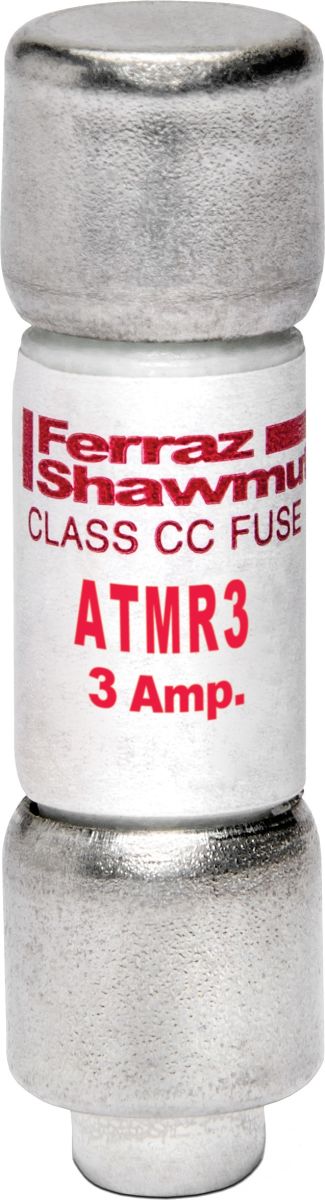 Ferraz
Shawmut
CLASS CC FUSE
ATMR3
3 Amp.